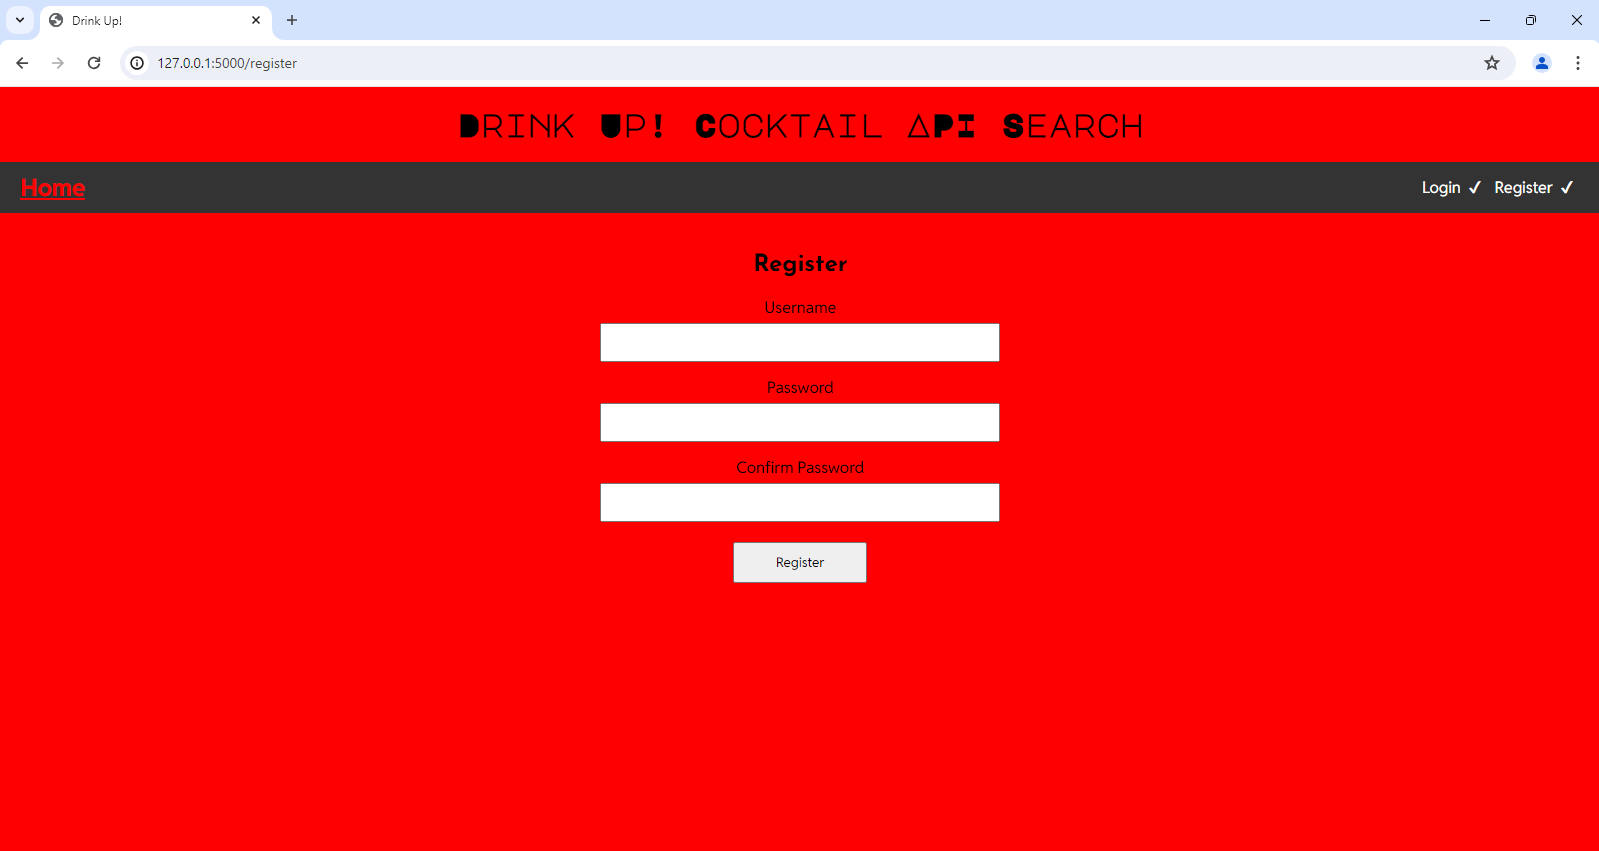 Drink Up!
127.0.0.1:5000/register
Drink Up! Cocktail API Search
Home
Login ✓ Register ✓
Register
Username
Password
Confirm Password
Register